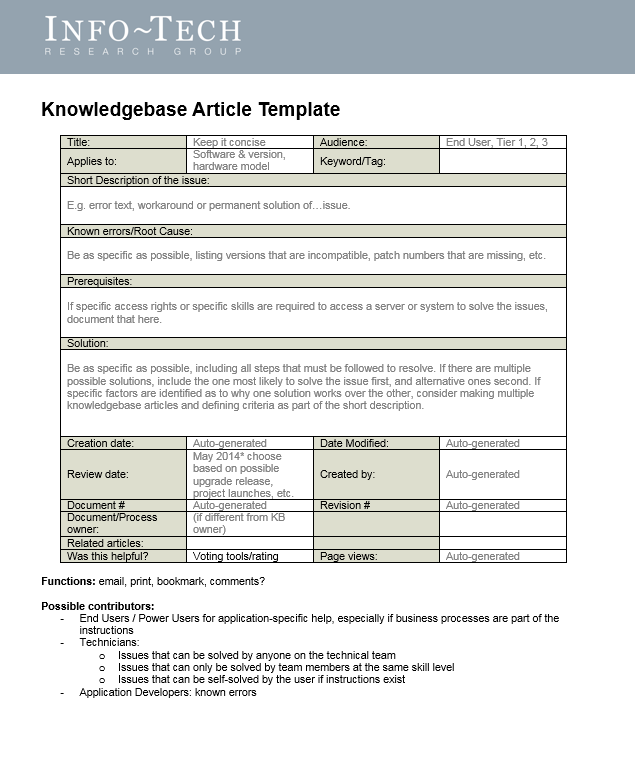 INFO~TECH
RESEARCH GROUP
Knowledgebase Article Template
Title: Keep it concise Audience: End User, Tier 1, 2, 3
Applies to: Software & version, hardware model Keyword/Tag:
Short Description of the issue:
E.g. error text, workaround or permanent solution of…issue.
Known errors/Root Cause:
Be as specific as possible, listing versions that are incompatible, patch numbers that are missing, etc.
Prerequisites:
If specific access rights or specific skills are required to access a server or system to solve the issues,
document that here.
Solution:
Be as specific as possible, including all steps that must be followed to resolve. If there are multiple
possible solutions, include the one most likely to solve the issue first, and alternative ones second. If
specific factors are identified as to why one solution works over the other, consider making multiple
knowledgebase articles and defining criteria as part of the short description.
Creation date: Auto-generated Date Modified: Auto-generated
Review date: May 2014* choose based on possible upgrade release, project launches, etc. Created by: Auto-generated
Document # Auto-generated Revision # Auto-generated
Document/Process owner: (if different from KB owner)
Related articles:
Was this helpful? Voting tools/rating Page views: Auto-generated
Functions: email, print, bookmark, comments?
Possible contributors:
- End Users / Power Users for application-specific help, especially if business processes are part of the
instructions
- Technicians:
o Issues that can be solved by anyone on the technical team
o Issues that can only be solved by team members at the same skill level
o Issues that can be self-solved by the user if instructions exist
- Application Developers: known errors